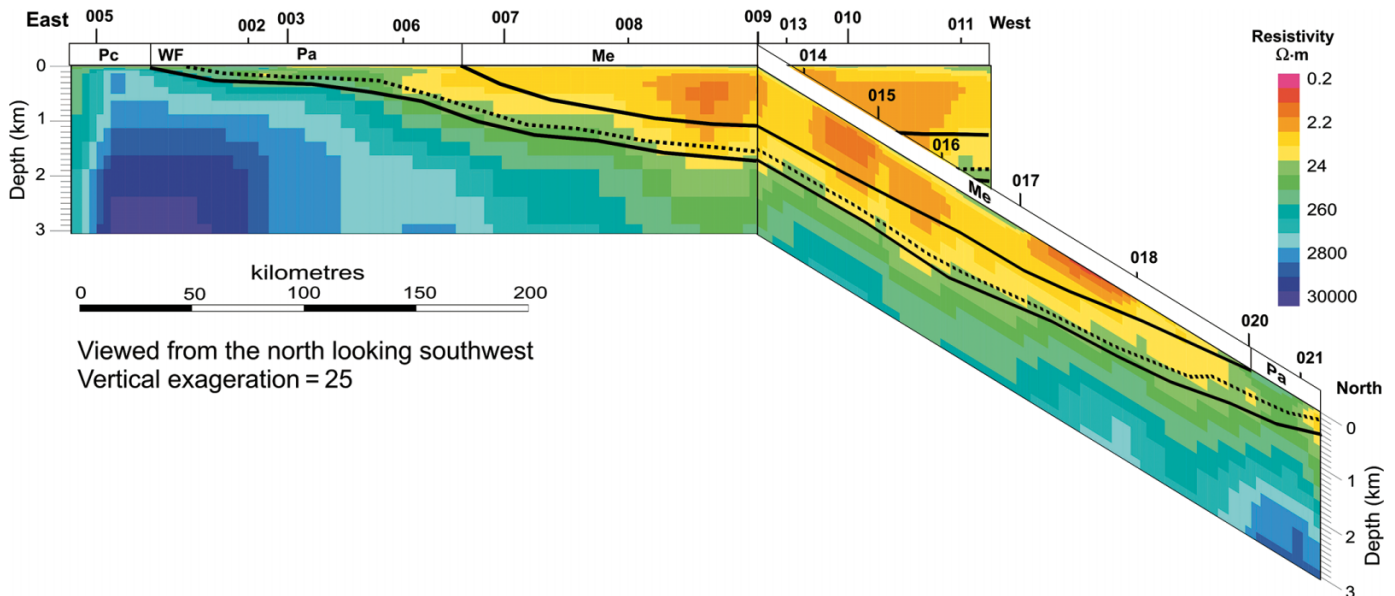 East 005 002 003 006 007 008 009 013 010 011 West
Pc WF Pa Me
014
015
016
Me
017
018
020
021
Pa
North
0
1
2
3
Depth (km)
0
1
2
3
Depth (km)
Resistivity
Ω·m
0.2
2.2
24
260
2800
30000
kilometres
0 50 100 150 200
Viewed from the north looking southwest
Vertical exageration = 25